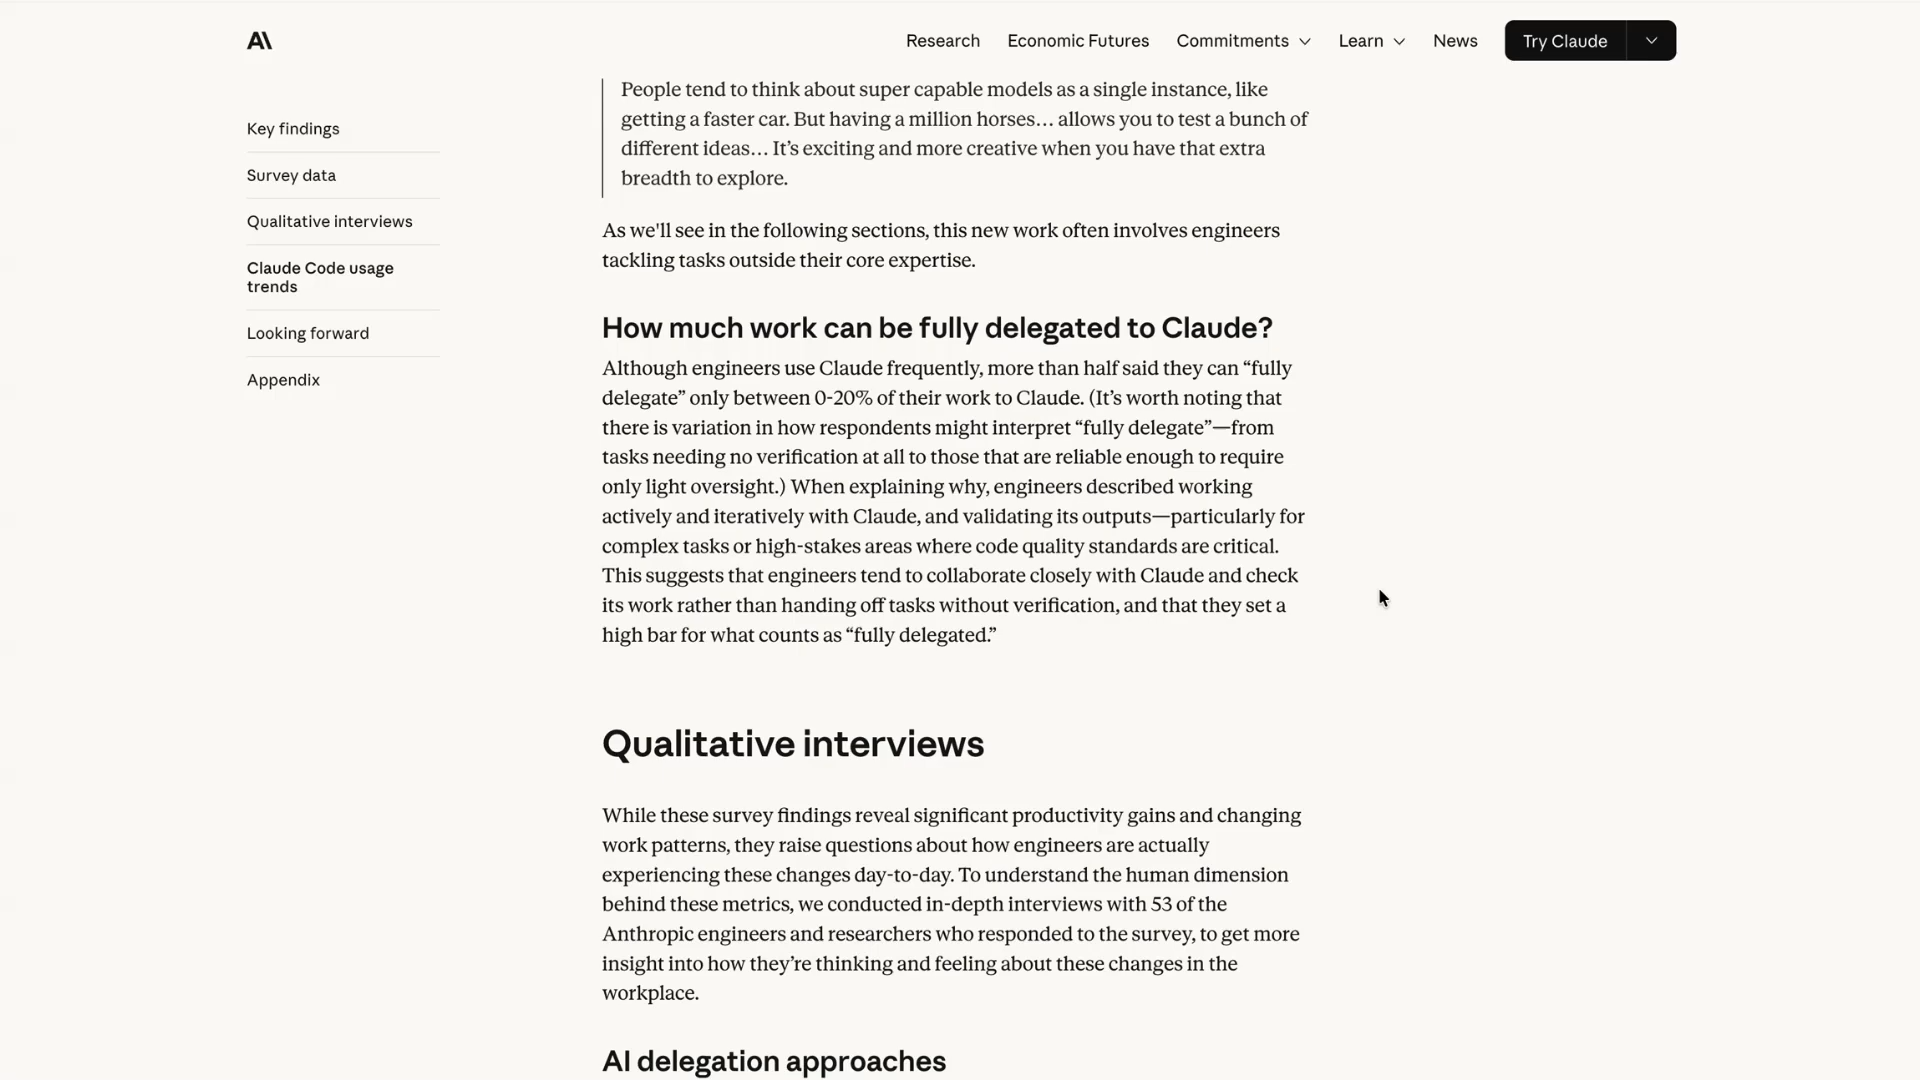 Research Economic Futures Commitments Learn News Try Claude
Key findings
Survey data
Qualitative interviews
Claude Code usage
trends
Looking forward
Appendix
People tend to think about super capable models as a single instance, like
getting a faster car. But having a million horses… allows you to test a bunch of
different ideas… It’s exciting and more creative when you have that extra
breadth to explore.
As we'll see in the following sections, this new work often involves engineers
tackling tasks outside their core expertise.
How much work can be fully delegated to Claude?
Although engineers use Claude frequently, more than half said they can “fully
delegate” only between 0-20% of their work to Claude. (It’s worth noting that
there is variation in how respondents might interpret “fully delegate”—from
tasks needing no verification at all to those that are reliable enough to require
only light oversight.) When explaining why, engineers described working
actively and iteratively with Claude, and validating its outputs—particularly for
complex tasks or high-stakes areas where code quality standards are critical.
This suggests that engineers tend to collaborate closely with Claude and check
its work rather than handing off tasks without verification, and that they set a
high bar for what counts as “fully delegated.”
Qualitative interviews
While these survey findings reveal significant productivity gains and changing
work patterns, they raise questions about how engineers are actually
experiencing these changes day-to-day. To understand the human dimension
behind these metrics, we conducted in-depth interviews with 53 of the
Anthropic engineers and researchers who responded to the survey, to get more
insight into how they’re thinking and feeling about these changes in the
workplace.
AI delegation approaches